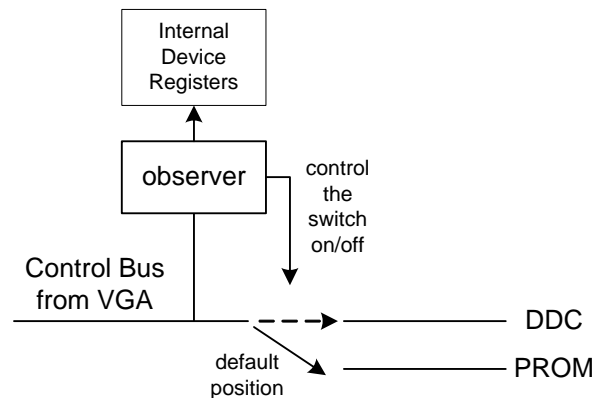 Internal
Device
Registers
observer
control
the
switch
on/off
Control Bus
from VGA
DDC
default
position
PROM